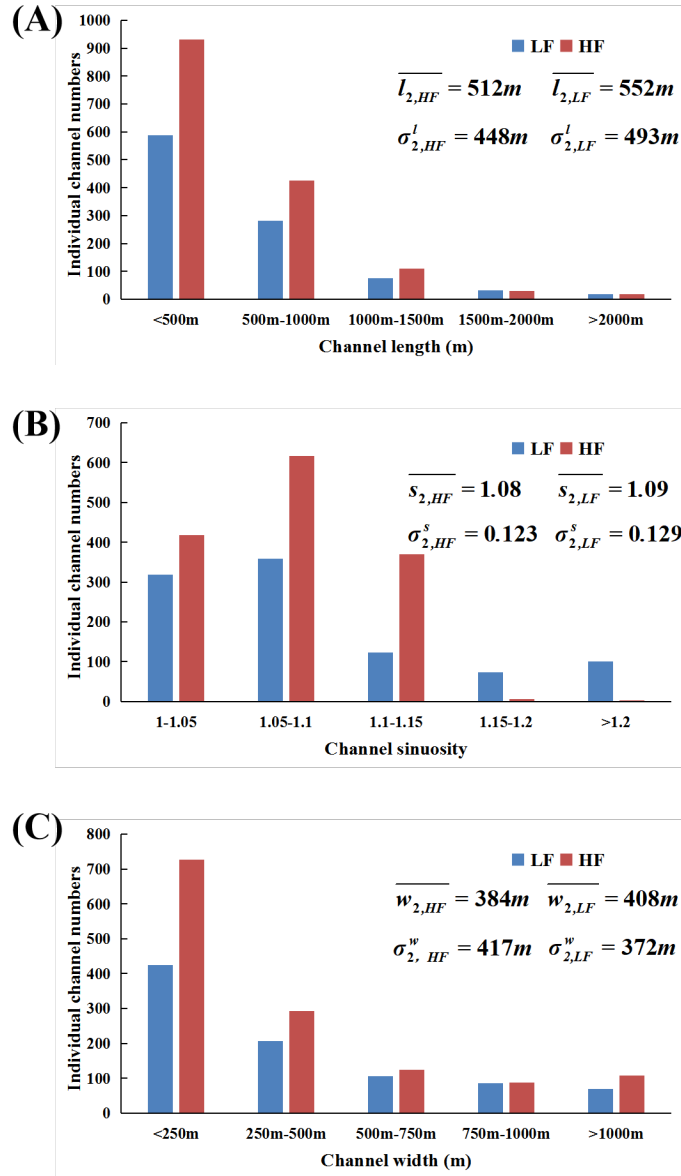 (A)
1000
900
800
700
600
500
400
300
200
100
0
Individual channel numbers
LF HF
l2,HF = 512m l2,LF = 552m
σ^l2,HF = 448m σ^l2,LF = 493m
<500m 500m-1000m 1000m-1500m 1500m-2000m >2000m
Channel length (m)
(B)
700
600
500
400
300
200
100
0
Individual channel numbers
LF HF
s2,HF = 1.08 s2,LF = 1.09
σ^s2,HF = 0.123 σ^s2,LF = 0.129
1-1.05 1.05-1.1 1.1-1.15 1.15-1.2 >1.2
Channel sinuosity
(C)
800
700
600
500
400
300
200
100
0
Individual channel numbers
LF HF
w2,HF = 384m w2,LF = 408m
σ^w2, HF = 417m σ^w2,LF = 372m
<250m 250m-500m 500m-750m 750m-1000m >1000m
Channel width (m)